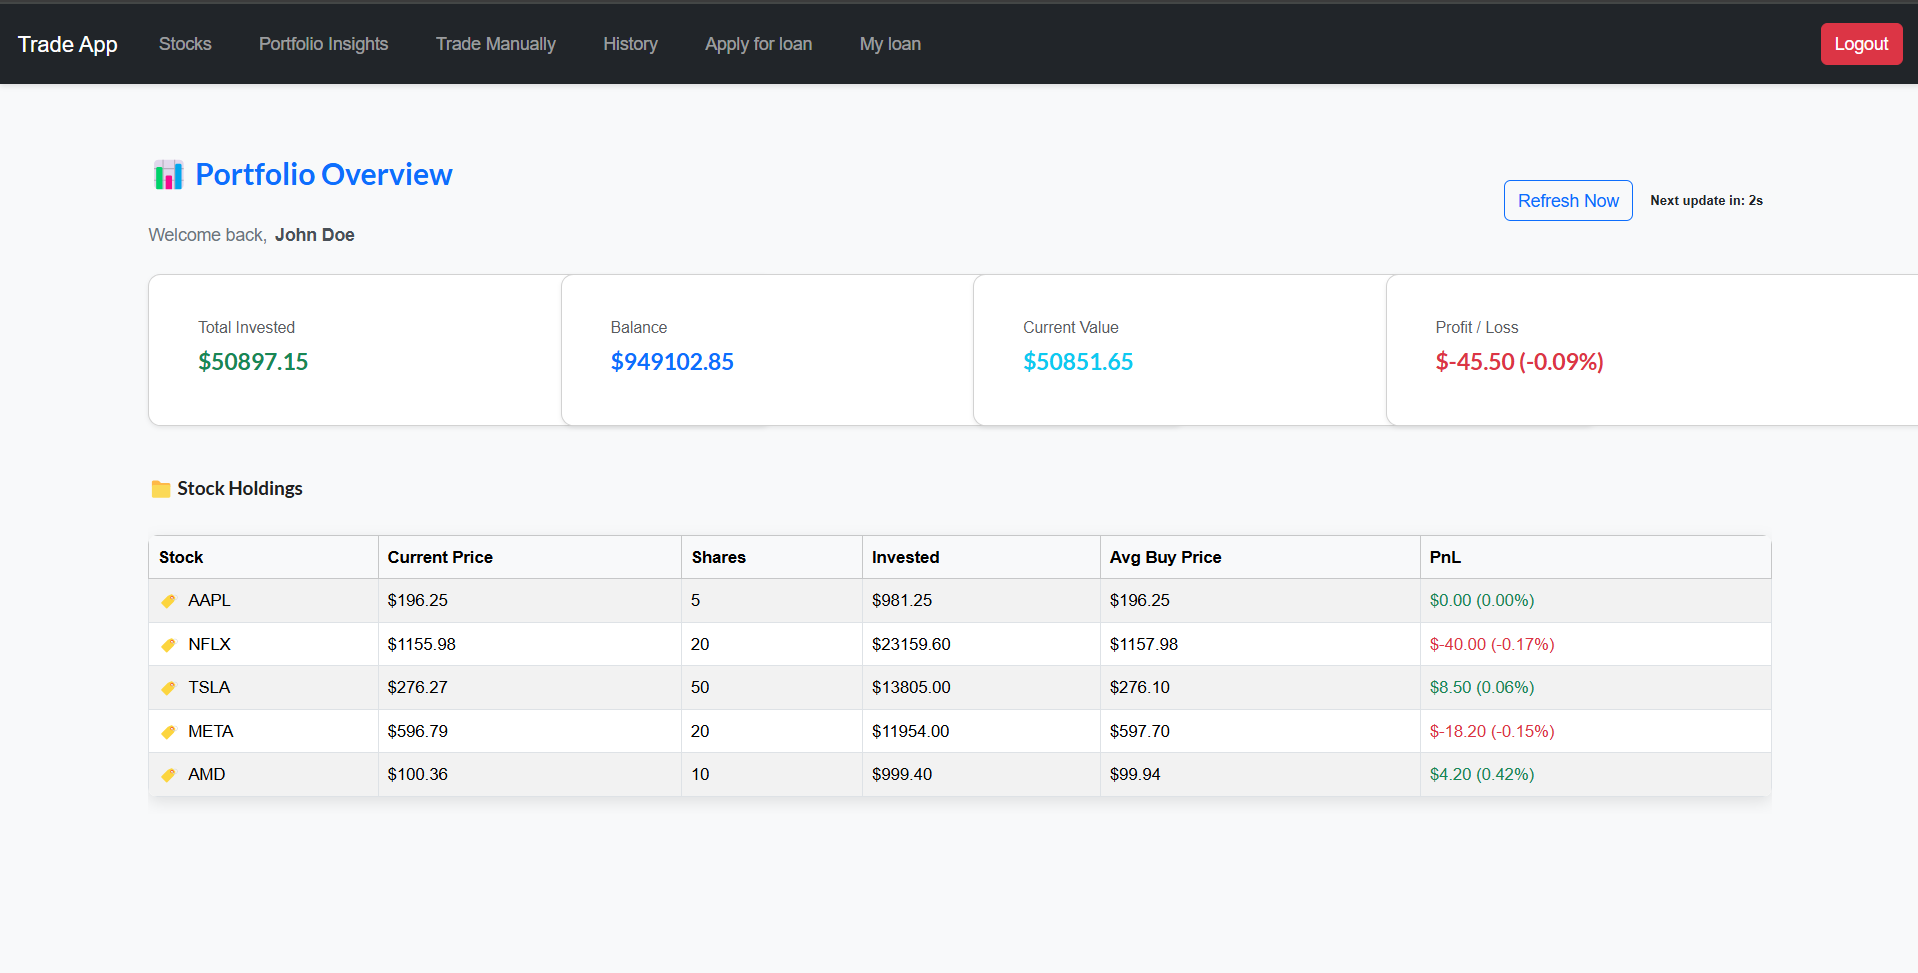 Trade App Stocks Portfolio Insights Trade Manually History Apply for loan My loan Logout
Portfolio Overview
Refresh Now Next update in: 2s
Welcome back, John Doe
Total Invested Balance Current Value Profit / Loss
$50897.15 $949102.85 $50851.65 $-45.50 (-0.09%)
Stock Holdings
Stock Current Price Shares Invested Avg Buy Price PnL
AAPL $196.25 5 $981.25 $196.25 $0.00 (0.00%)
NFLX $1155.98 20 $23159.60 $1157.98 $-40.00 (-0.17%)
TSLA $276.27 50 $13805.00 $276.10 $8.50 (0.06%)
META $596.79 20 $11954.00 $597.70 $-18.20 (-0.15%)
AMD $100.36 10 $999.40 $99.94 $4.20 (0.42%)